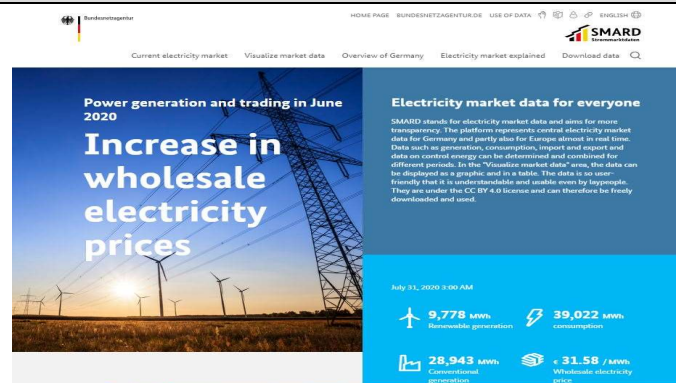 Bundesnetzagentur
HOME PAGE BUNDESNETZAGENTUR.DE USE OF DATA ENGLISH
SMARD
Strommarktdaten
Current electricity market Visualize market data Overview of Germany Electricity market explained Download data
Power generation and trading in June
2020
Increase in
wholesale
electricity
prices
Electricity market data for everyone
SMARD stands for electricity market data and aims for more
transparency. The platform represents central electricity market
data for Germany and partly also for Europe almost in real time.
Data such as generation, consumption, import and export and
data on control energy can be determined and combined for
different periods. In the "Visualize market data" area, the data can
be displayed as a graphic and in a table. The data is so user-
friendly that it is understandable and usable even by laypeople.
They are under the CC BY 4.0 license and can therefore be freely
downloaded and used.
July 31, 2020 3:00 AM
9,778 MWh
Renewable generation
39,022 MWh
consumption
28,943 MWh
Conventional
generation
€ 31.58 / MWh
Wholesale electricity
price